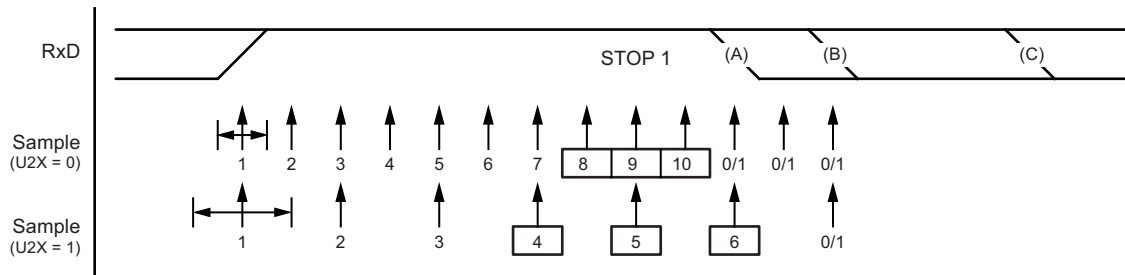 RxD
STOP 1
(A)
(B)
(C)
Sample
(U2X = 0)
1 2 3 4 5 6 7 8 9 10 0/1 0/1 0/1
Sample
(U2X = 1)
1 2 3 4 5 6 0/1